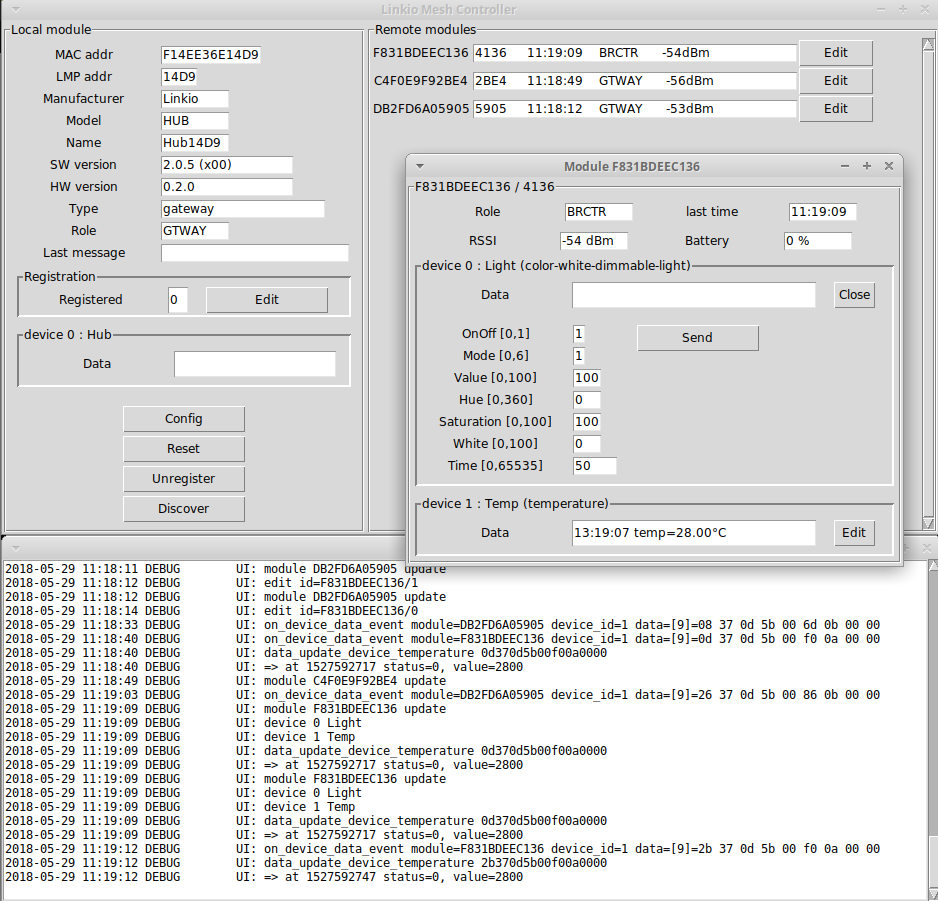 Linkio Mesh Controller
Local module
MAC addr F14EE36E14D9
LMP addr 14D9
Manufacturer Linkio
Model HUB
Name Hub14D9
SW version 2.0.5 (x00)
HW version 0.2.0
Type gateway
Role GTWAY
Last message
Registration
Registered 0 Edit
device 0 : Hub
Data
Config
Reset
Unregister
Discover
Remote modules
F831BDEEC136 4136 11:19:09 BRCTR -54dBm Edit
C4F0E9F92BE4 2BE4 11:18:49 GTWAY -56dBm Edit
DB2FD6A05905 5905 11:18:12 GTWAY -53dBm Edit
Module F831BDEEC136
F831BDEEC136 / 4136
Role BRCTR last time 11:19:09
RSSI -54 dBm Battery 0 %
device 0 : Light (color-white-dimmable-light)
Data Close
OnOff [0,1] 1 Send
Mode [0,6] 1
Value [0,100] 100
Hue [0,360] 0
Saturation [0,100] 100
White [0,100] 0
Time [0,65535] 50
device 1 : Temp (temperature)
Data 13:19:07 temp=28.00°C Edit
2018-05-29 11:18:11 DEBUG UI: module DB2FD6A05905 update
2018-05-29 11:18:12 DEBUG UI: edit id=F831BDEEC136/1
2018-05-29 11:18:12 DEBUG UI: module DB2FD6A05905 update
2018-05-29 11:18:14 DEBUG UI: edit id=F831BDEEC136/0
2018-05-29 11:18:33 DEBUG UI: on_device_data_event module=DB2FD6A05905 device_id=1 data=[9]=08 37 0d 5b 00 6d 0b 00 00
2018-05-29 11:18:40 DEBUG UI: on_device_data_event module=F831BDEEC136 device_id=1 data=[9]=0d 37 0d 5b 00 f0 0a 00 00
2018-05-29 11:18:40 DEBUG UI: data_update_device_temperature 0d370d5b00f00a0000
2018-05-29 11:18:40 DEBUG UI: => at 1527592717 status=0, value=2800
2018-05-29 11:18:49 DEBUG UI: module C4F0E9F92BE4 update
2018-05-29 11:19:03 DEBUG UI: on_device_data_event module=DB2FD6A05905 device_id=1 data=[9]=26 37 0d 5b 00 86 0b 00 00
2018-05-29 11:19:09 DEBUG UI: module F831BDEEC136 update
2018-05-29 11:19:09 DEBUG UI: device 0 Light
2018-05-29 11:19:09 DEBUG UI: device 1 Temp
2018-05-29 11:19:09 DEBUG UI: data_update_device_temperature 0d370d5b00f00a0000
2018-05-29 11:19:09 DEBUG UI: => at 1527592717 status=0, value=2800
2018-05-29 11:19:09 DEBUG UI: module F831BDEEC136 update
2018-05-29 11:19:09 DEBUG UI: device 0 Light
2018-05-29 11:19:09 DEBUG UI: device 1 Temp
2018-05-29 11:19:09 DEBUG UI: data_update_device_temperature 0d370d5b00f00a0000
2018-05-29 11:19:09 DEBUG UI: => at 1527592717 status=0, value=2800
2018-05-29 11:19:12 DEBUG UI: on_device_data_event module=F831BDEEC136 device_id=1 data=[9]=2b 37 0d 5b 00 f0 0a 00 00
2018-05-29 11:19:12 DEBUG UI: data_update_device_temperature 2b370d5b00f00a0000
2018-05-29 11:19:12 DEBUG UI: => at 1527592747 status=0, value=2800